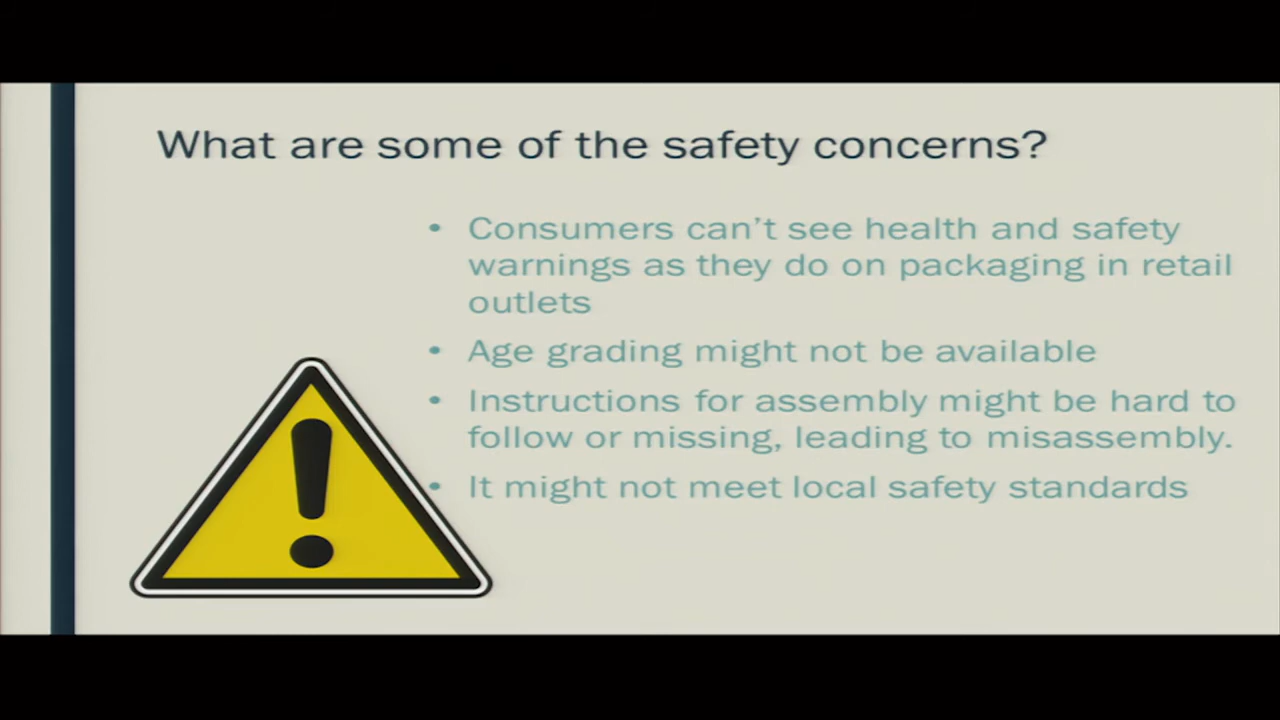 What are some of the safety concerns?
• Consumers can't see health and safety
warnings as they do on packaging in retail
outlets
• Age grading might not be available
• Instructions for assembly might be hard to
follow or missing, leading to misassembly.
• It might not meet local safety standards